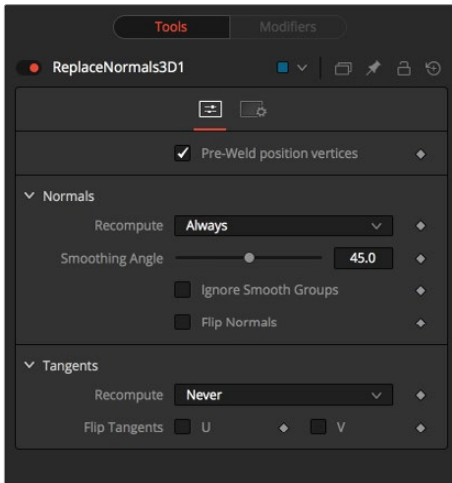 Tools Modifiers
ReplaceNormals3D1
Pre-Weld position vertices
Normals
Recompute Always
Smoothing Angle 45.0
Ignore Smooth Groups
Flip Normals
Tangents
Recompute Never
Flip Tangents U V